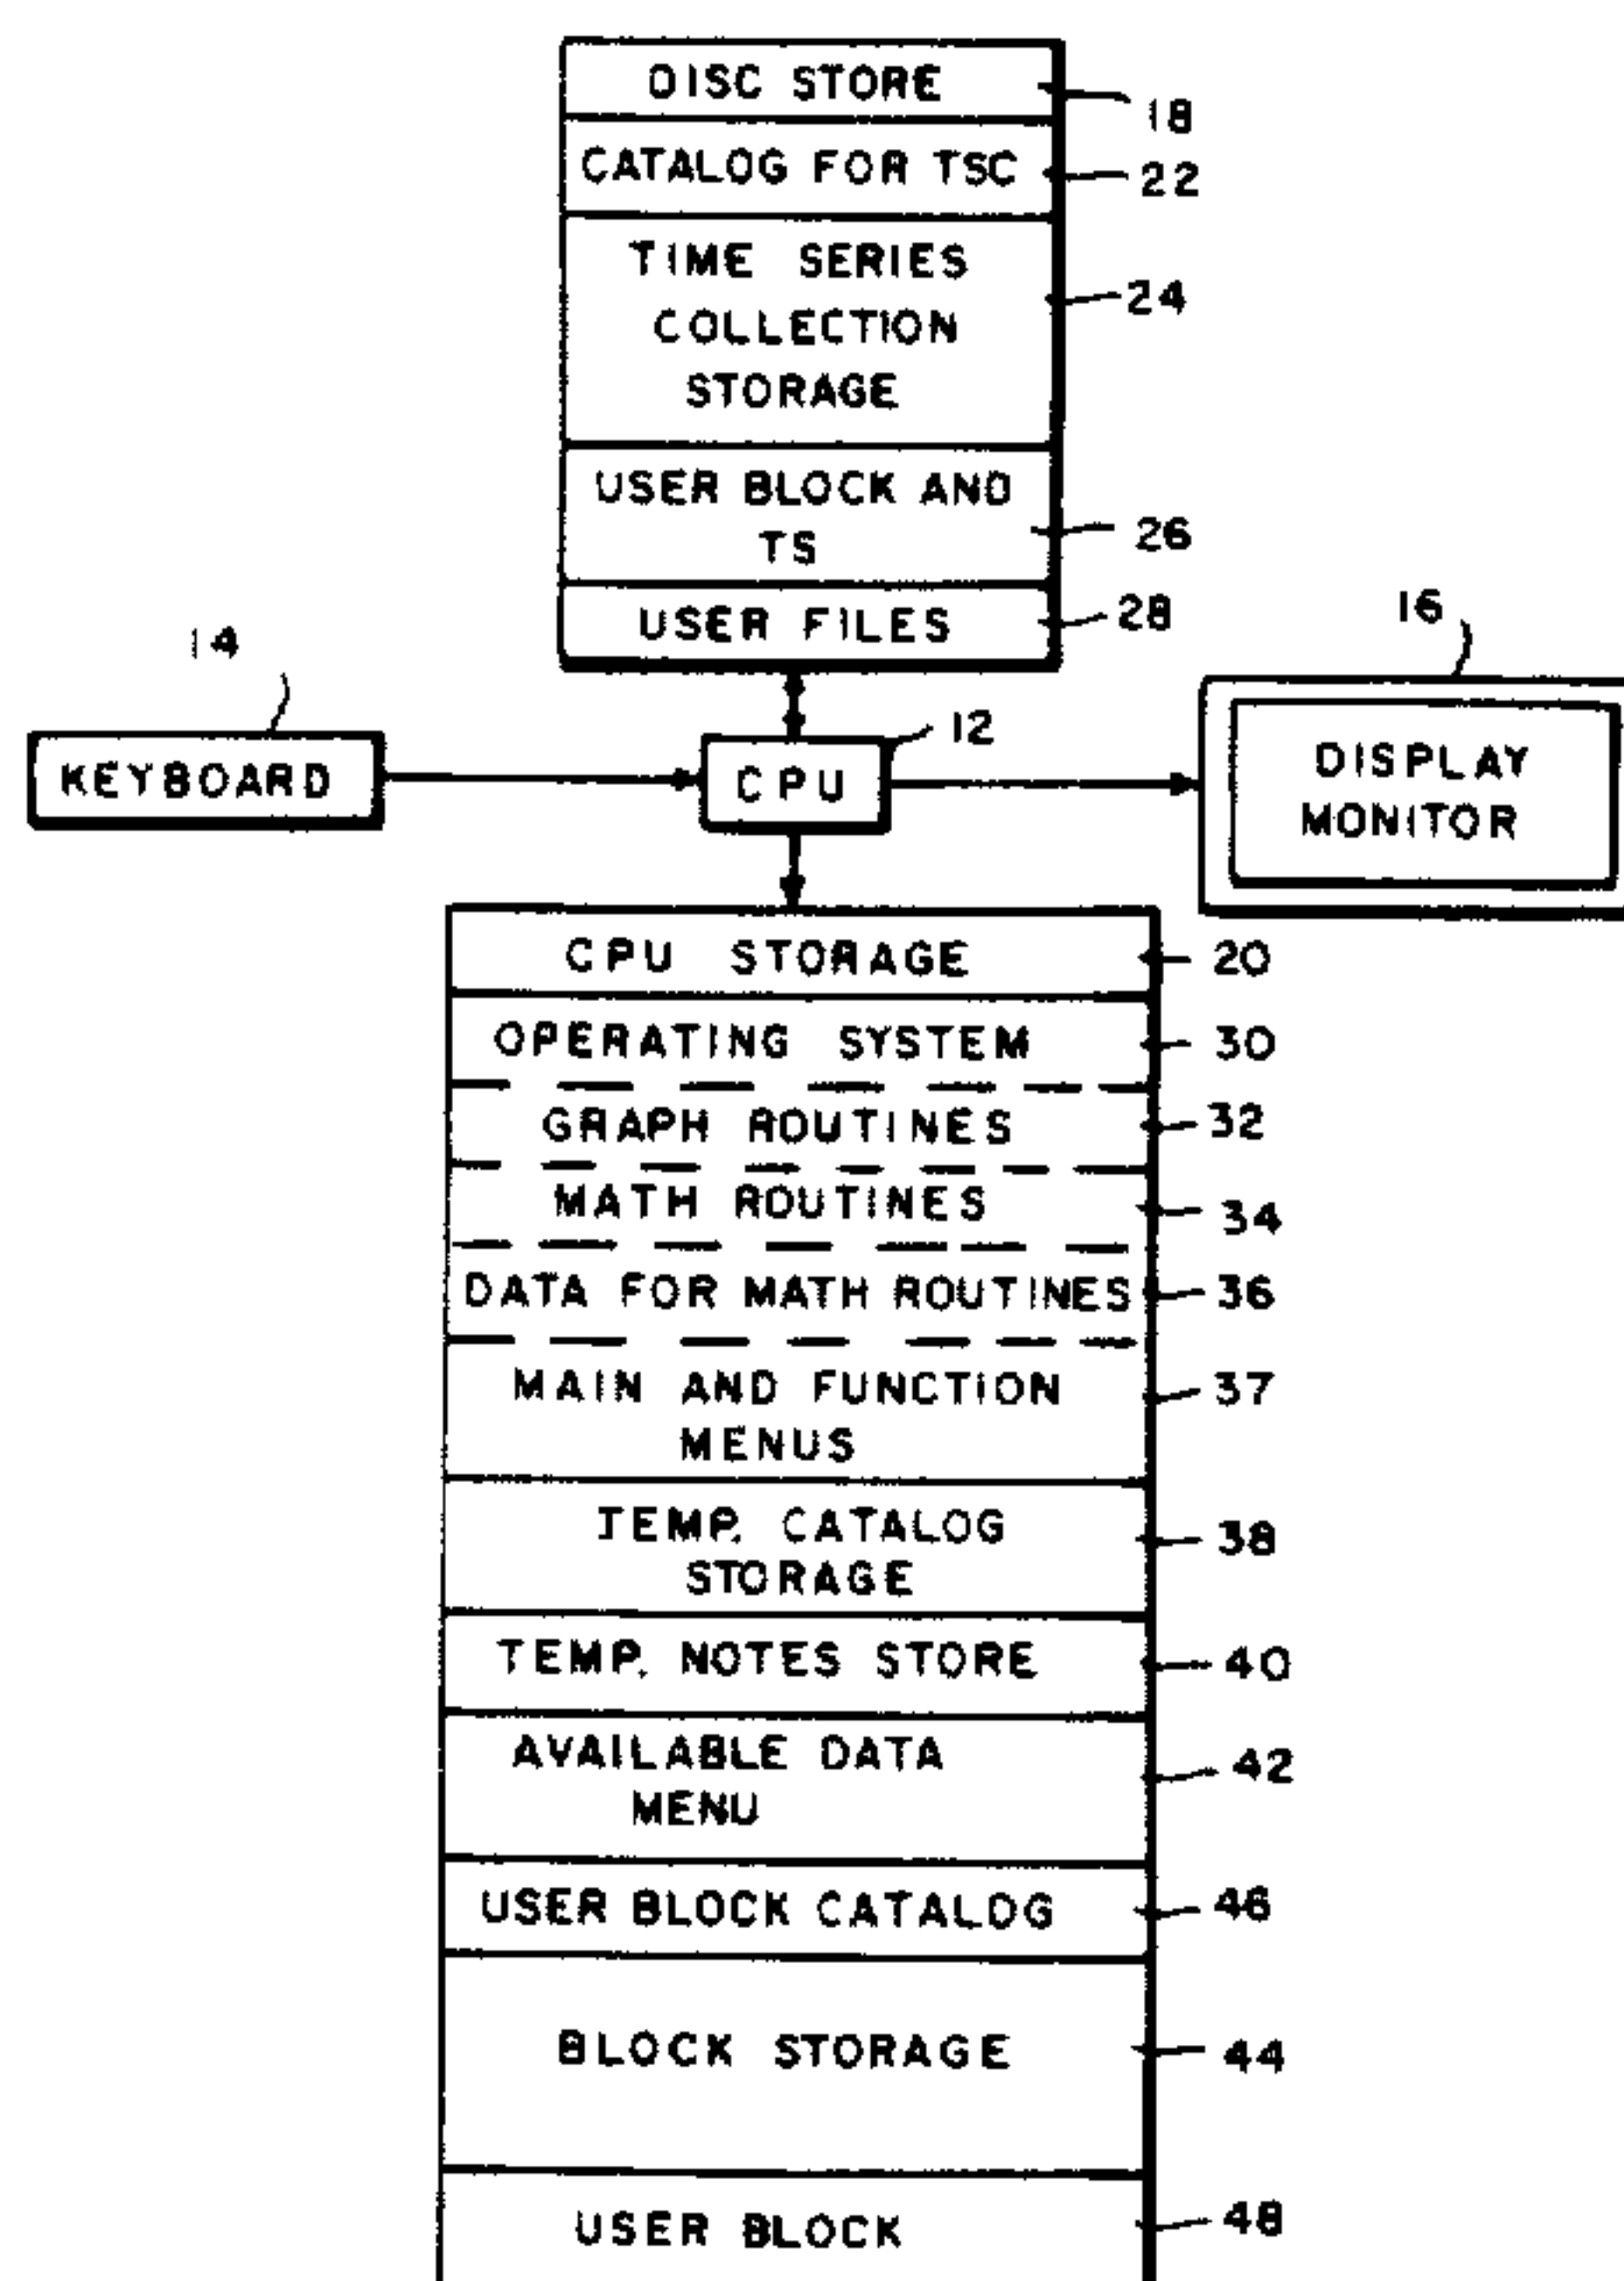 DISC STORE
18
CATALOG FOR TSC
22
TIME SERIES
COLLECTION
STORAGE
24
USER BLOCK AND
TS
26
USER FILES
28
14
16
KEYBOARD
CPU
12
DISPLAY
MONITOR
CPU STORAGE
20
OPERATING SYSTEM
30
GRAPH ROUTINES
32
MATH ROUTINES
34
DATA FOR MATH ROUTINES
36
MAIN AND FUNCTION
MENUS
37
TEMP. CATALOG
STORAGE
38
TEMP. NOTES STORE
40
AVAILABLE DATA
MENU
42
USER BLOCK CATALOG
46
BLOCK STORAGE
44
USER BLOCK
48